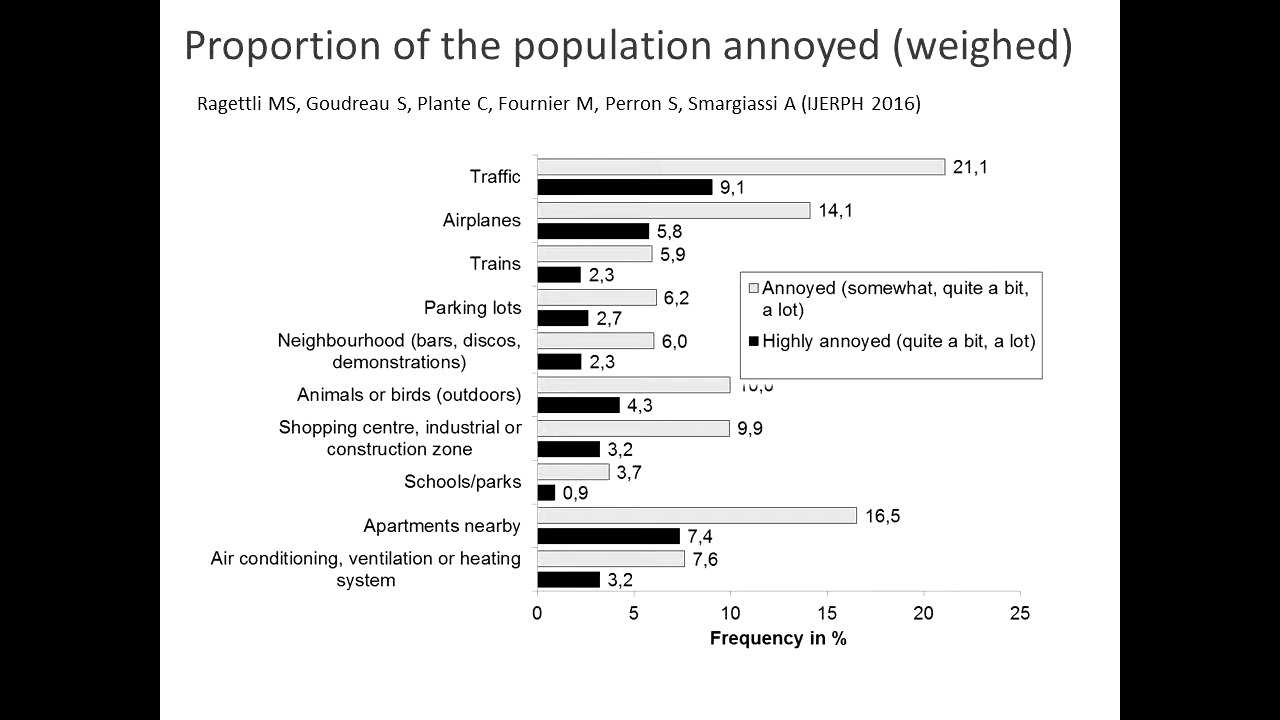 Proportion of the population annoyed (weighed)
Ragettli MS, Goudreau S, Plante C, Fournier M, Perron S, Smargiassi A (IJERPH 2016)
Traffic
21,1
9,1
Airplanes
14,1
5,8
Trains
5,9
2,3
Parking lots
6,2
2,7
Neighbourhood (bars, discos,
demonstrations)
6,0
2,3
Annoyed (somewhat, quite a bit,
a lot)
Highly annoyed (quite a bit, a lot)
Animals or birds (outdoors)
4,3
Shopping centre, industrial or
construction zone
9,9
3,2
Schools/parks
3,7
0,9
Apartments nearby
16,5
7,4
Air conditioning, ventilation or heating
system
7,6
3,2
0 5 10 15 20 25
Frequency in %